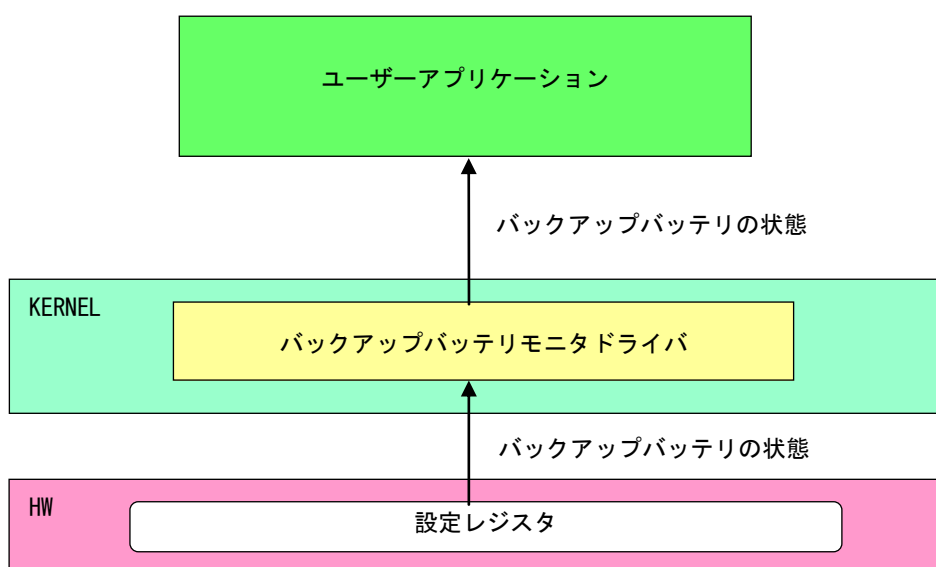 ユーザーアプリケーション
バックアップバッテリの状態
KERNEL
バックアップバッテリモニタドライバ
バックアップバッテリの状態
HW
設定レジスタ